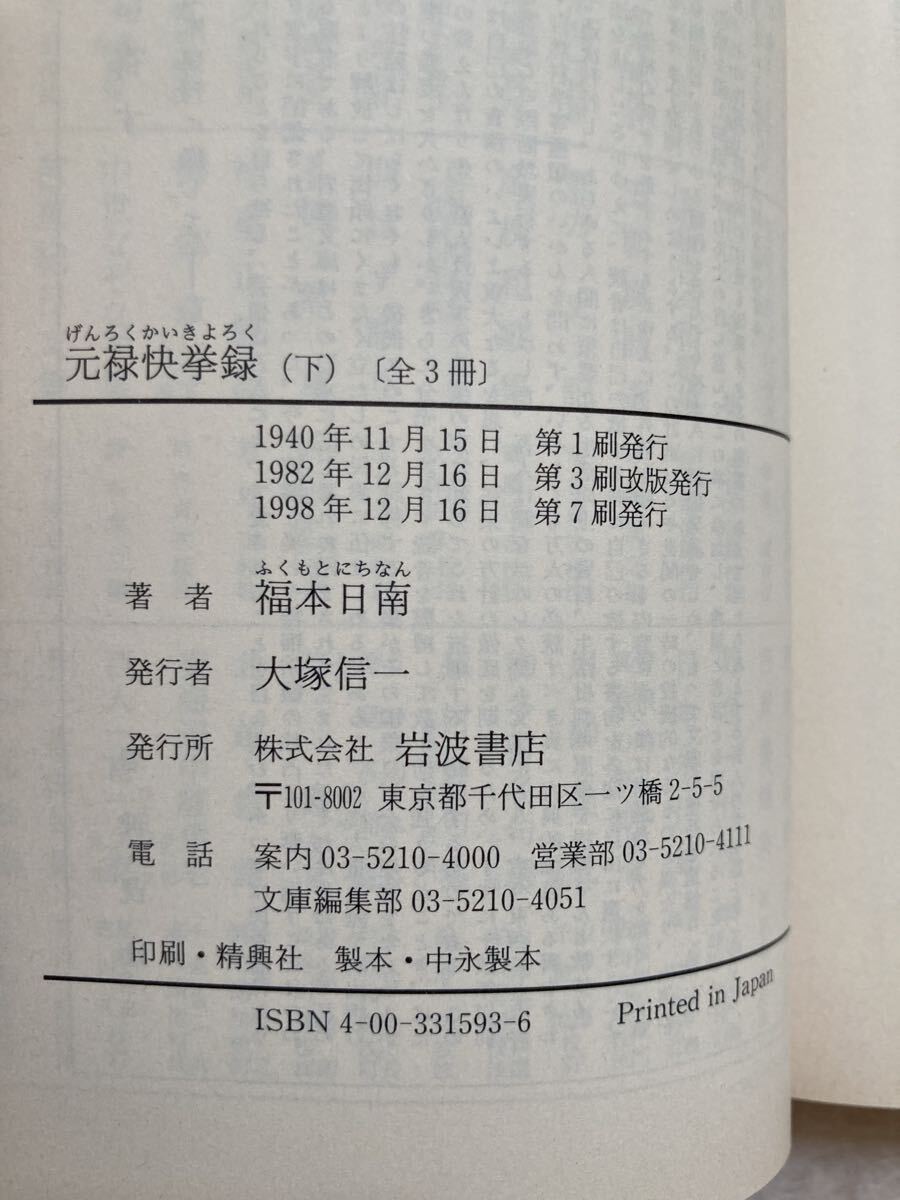 げんろくかいきよろく
元禄快挙録（下）〔全3冊〕
1940年11月15日 第1刷発行
1982年12月16日 第3刷改版発行
1998年12月16日 第7刷発行
ふくもとにちなん
著者 福本日南
発行者 大塚信一
発行所 株式会社 岩波書店
〒101-8002 東京都千代田区一ツ橋2-5-5
電話 案内03-5210-4000 営業部03-5210-4111
文庫編集部03-5210-4051
印刷・精興社 製本・中永製本
ISBN 4-00-331593-6 Printed in Japan